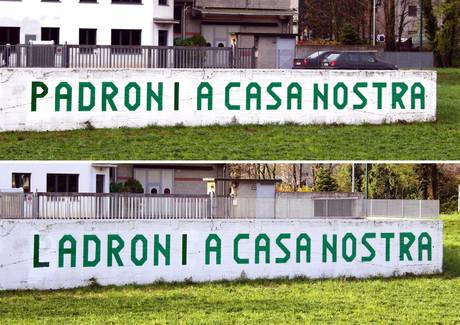 PADRONI A CASA NOSTRA
LADRONI A CASA NOSTRA